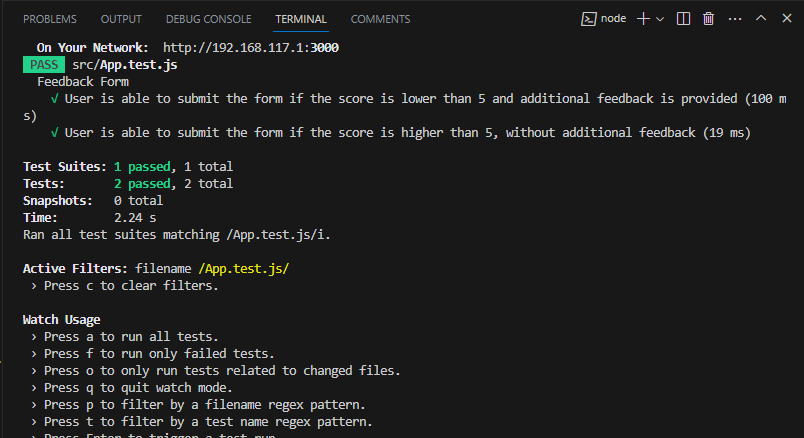 PROBLEMS OUTPUT DEBUG CONSOLE TERMINAL COMMENTS node
On Your Network: http://192.168.117.1:3000
PASS src/App.test.js
Feedback Form
√ User is able to submit the form if the score is lower than 5 and additional feedback is provided (100 m
s)
√ User is able to submit the form if the score is higher than 5, without additional feedback (19 ms)
Test Suites: 1 passed, 1 total
Tests: 2 passed, 2 total
Snapshots: 0 total
Time: 2.24 s
Ran all test suites matching /App.test.js/i.
Active Filters: filename /App.test.js/
› Press c to clear filters.
Watch Usage
› Press a to run all tests.
› Press f to run only failed tests.
› Press o to only run tests related to changed files.
› Press q to quit watch mode.
› Press p to filter by a filename regex pattern.
› Press t to filter by a test name regex pattern.
› Press Enter to trigger a test run.